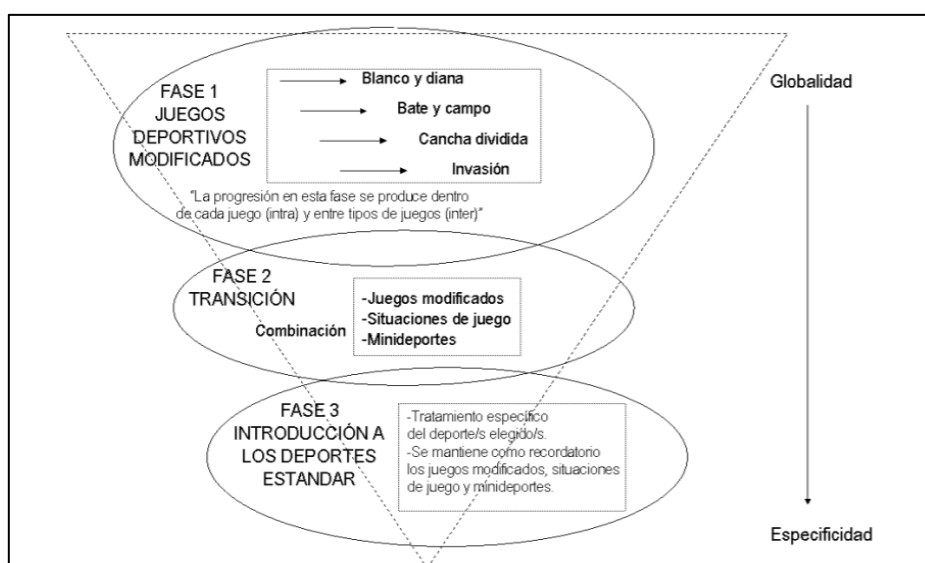 Globalidad
FASE 1
JUEGOS
DEPORTIVOS
MODIFICADOS
Blanco y diana
Bate y campo
Cancha dividida
Invasión
"La progresión en esta fase se produce dentro
de cada juego (intra) y entre tipos de juegos (inter)"
FASE 2
TRANSICIÓN
Combinación
-Juegos modificados
-Situaciones de juego
-Minideportes
FASE 3
INTRODUCCIÓN A
LOS DEPORTES
ESTANDAR
-Tratamiento específico
del deporte/s elegido/s.
-Se mantiene como recordatorio
los juegos modificados, situaciones
de juego y minideportes.
Especificidad